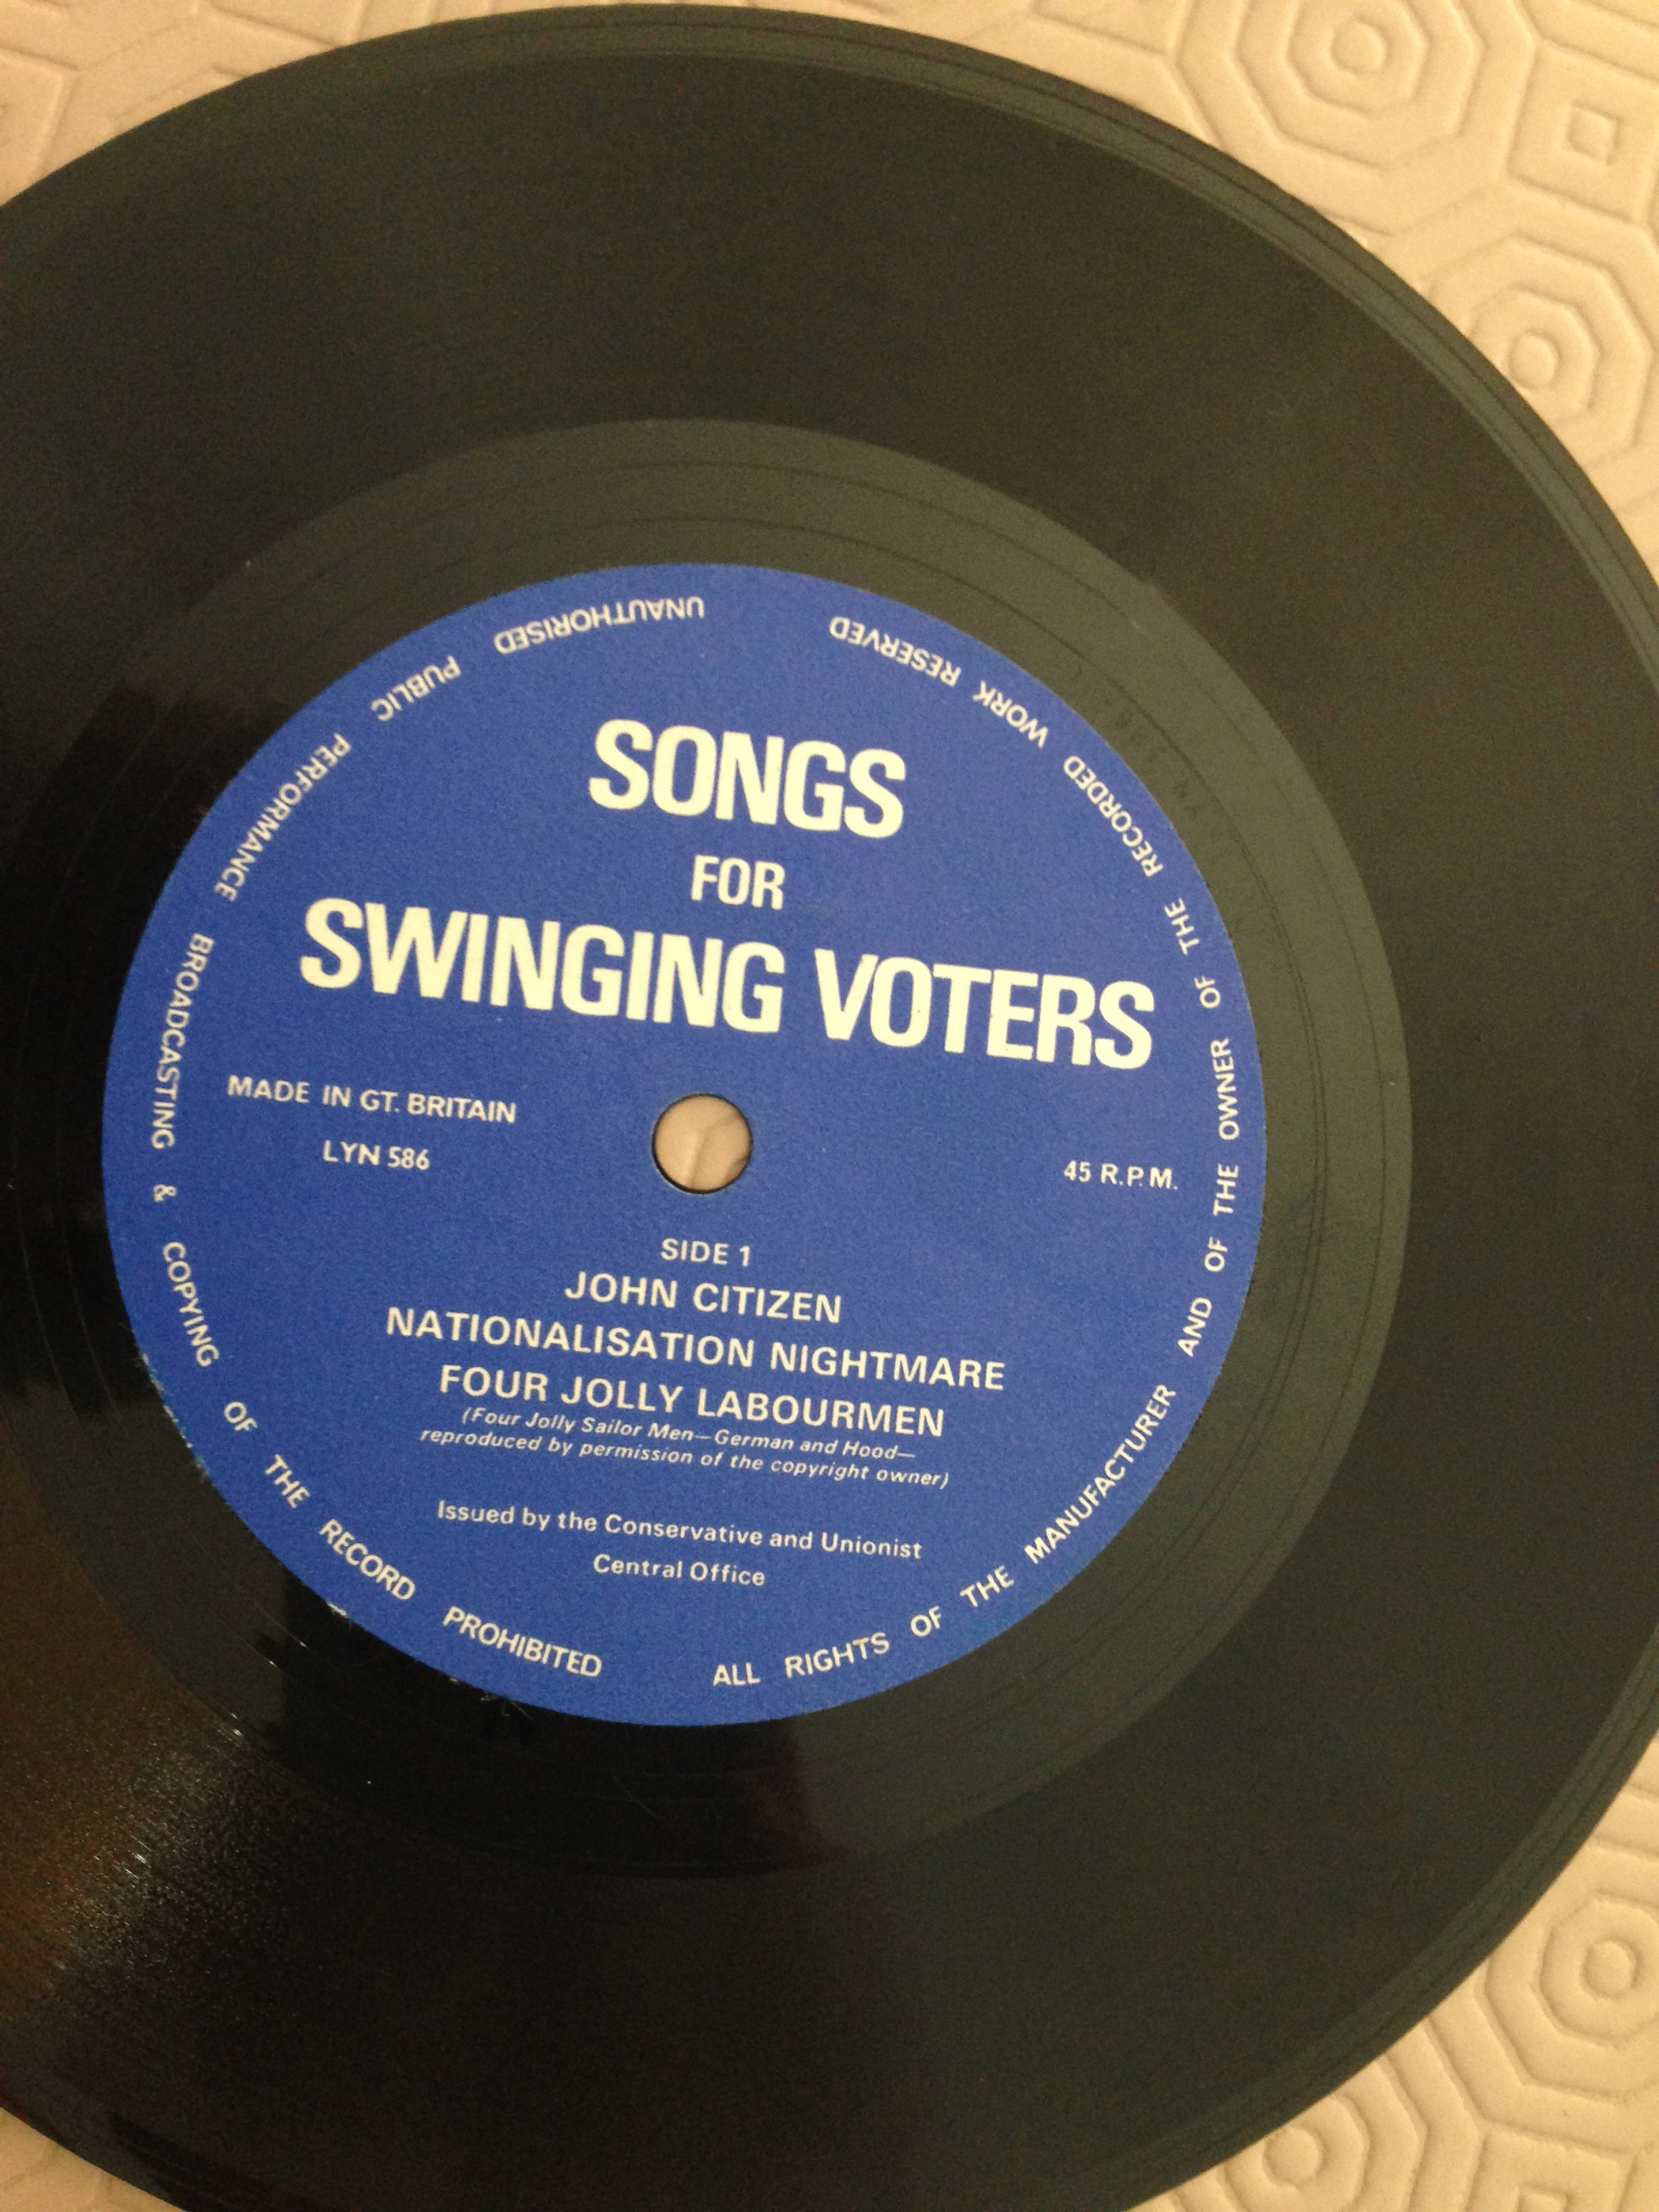 SONGS
FOR
SWINGING VOTERS
MADE IN GT. BRITAIN
LYN 586
45 R.P.M.
SIDE 1
JOHN CITIZEN
NATIONALISATION NIGHTMARE
FOUR JOLLY LABOURMEN
(Four Jolly Sailor Men—German and Hood—
reproduced by permission of the copyright owner)
Issued by the Conservative and Unionist
Central Office
ALL RIGHTS OF THE MANUFACTURER AND OF THE OWNER OF THE RECORDED WORK RESERVED
UNAUTHORISED PUBLIC PERFORMANCE BROADCASTING & COPYING OF THE RECORD PROHIBITED